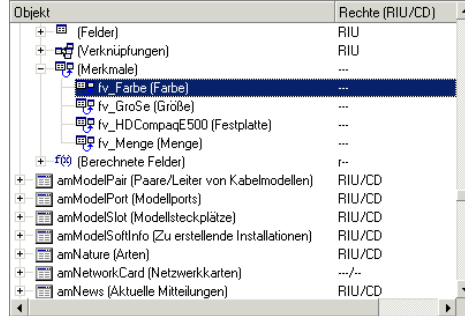 Objekt Rechte (RIU/CD)
(Felder) RIU
(Verknüpfungen) RIU
(Merkmale) ---
fv_Farbe (Farbe) ---
fv_GroSe (Größe) ---
fv_HDCompaqE500 (Festplatte) ---
fv_Menge (Menge) ---
f(x) (Berechnete Felder) r--
amModelPair (Paare/Leiter von Kabelmodellen) RIU/CD
amModelPort (Modellports) RIU/CD
amModelSlot (Modellsteckplätze) RIU/CD
amModelSoftInfo (Zu erstellende Installationen) RIU/CD
amNature (Arten) RIU/CD
amNetworkCard (Netzwerkkarten) ---/--
amNews (Aktuelle Mitteilungen) RIU/CD